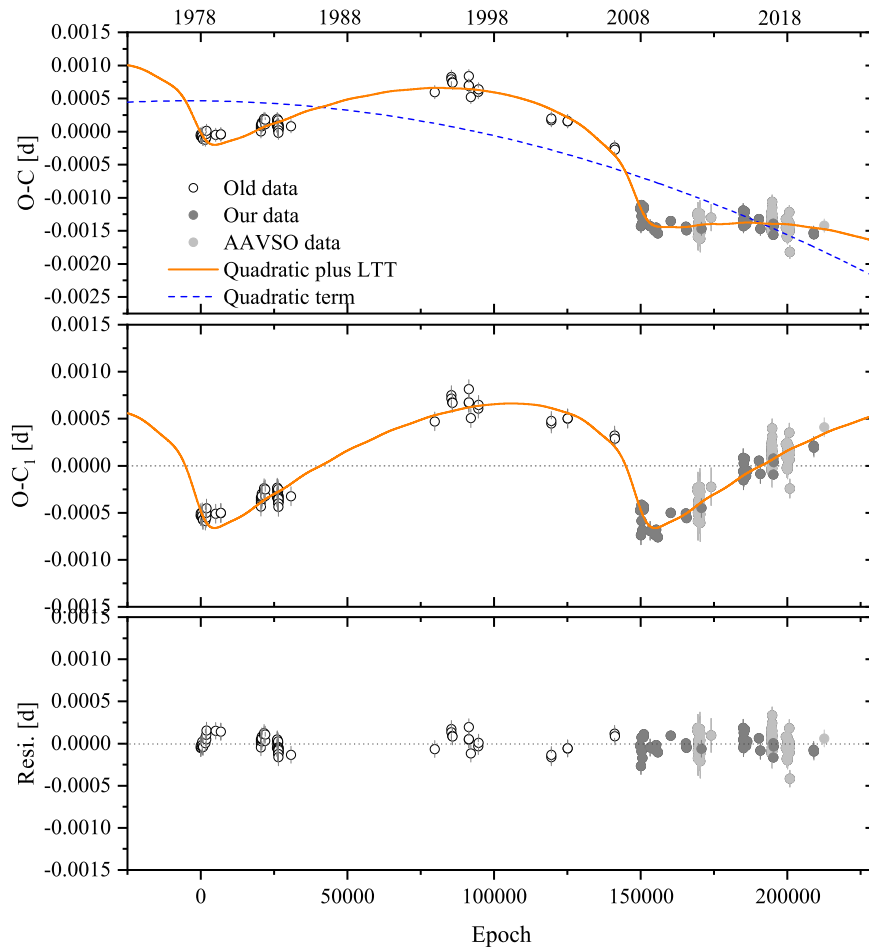 1978 1988 1998 2008 2018
0.0015
0.0010
0.0005
0.0000
-0.0005
-0.0010
-0.0015
-0.0020
-0.0025
O-C [d]
Old data
Our data
AAVSO data
Quadratic plus LTT
Quadratic term
0.0015
0.0010
0.0005
0.0000
-0.0005
-0.0010
-0.0015
O-C₁ [d]
0.0015
0.0010
0.0005
0.0000
-0.0005
-0.0010
-0.0015
Resi. [d]
0 50000 100000 150000 200000
Epoch